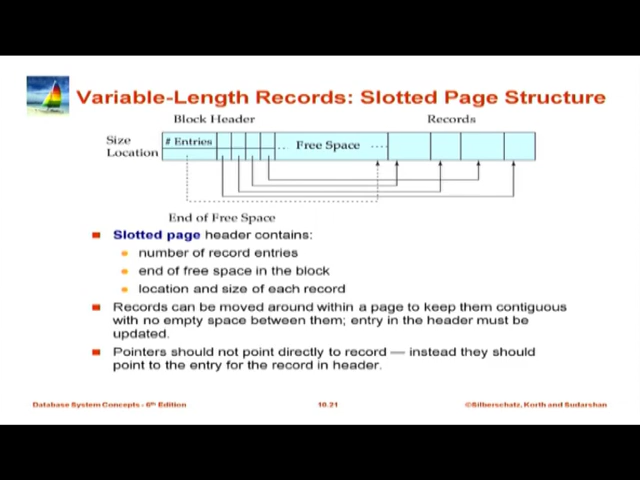 Variable-Length Records: Slotted Page Structure
Block Header
Records
Size
# Entries
Free Space
Location
End of Free Space
Slotted page header contains:
number of record entries
end of free space in the block
location and size of each record
Records can be moved around within a page to keep them contiguous
with no empty space between them; entry in the header must be
updated.
Pointers should not point directly to record — instead they should
point to the entry for the record in header.
Database System Concepts - 6th Edition
10.21
©Silberschatz, Korth and Sudarshan